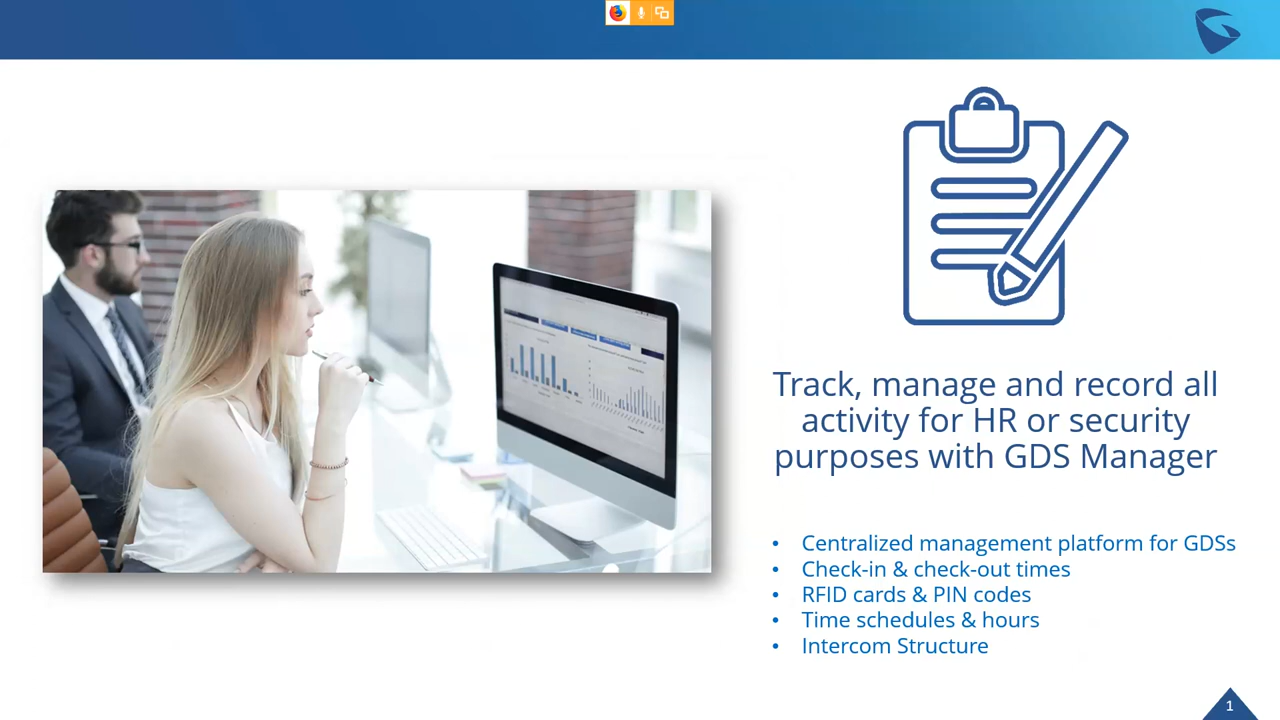 Track, manage and record all
activity for HR or security
purposes with GDS Manager
• Centralized management platform for GDSs
• Check-in & check-out times
• RFID cards & PIN codes
• Time schedules & hours
• Intercom Structure
1